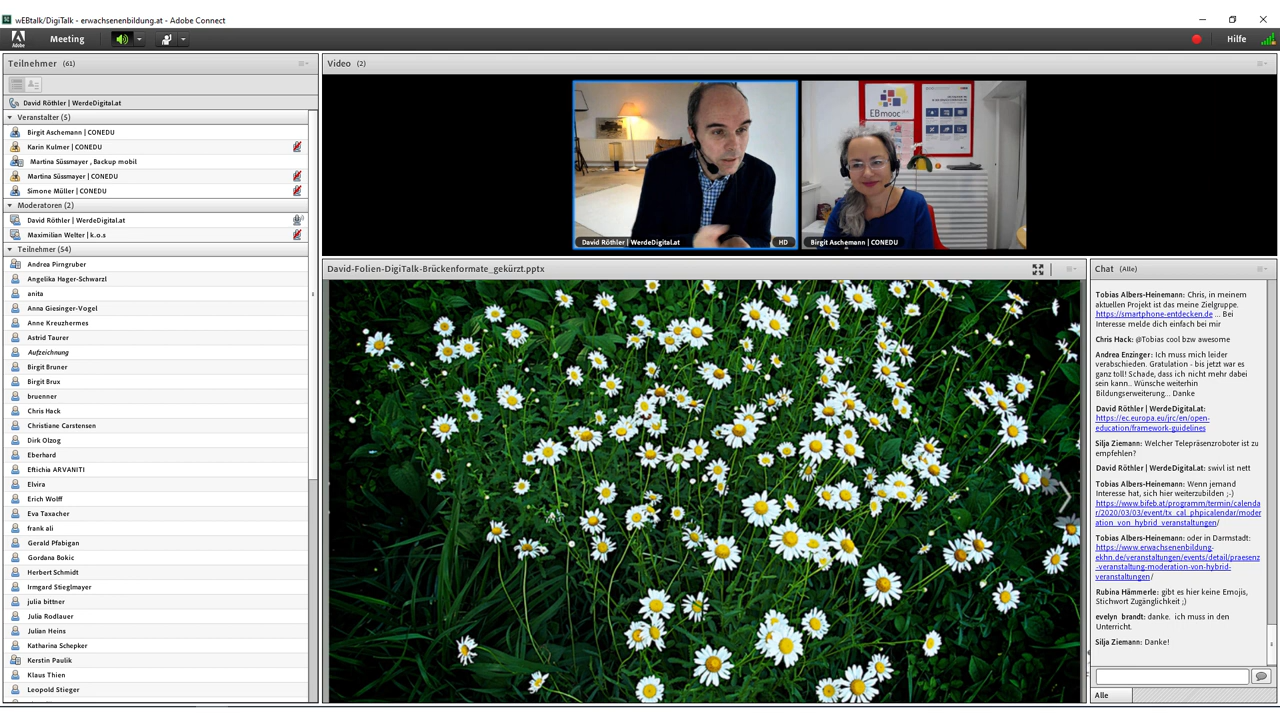 wEBtalk/DigiTalk - erwachsenenbildung.at - Adobe Connect
Adobe
Meeting
Hilfe
Teilnehmer (61)
David Röthler | WerdeDigital.at
Veranstalter (5)
Birgit Aschemann | CONEDU
Karin Kulmer | CONEDU
Martina Süssmayer , Backup mobil
Martina Süssmayer | CONEDU
Simone Müller | CONEDU
Moderatoren (2)
David Röthler | WerdeDigital.at
Maximilian Welter | k.o.s
Teilnehmer (54)
Andrea Pirngruber
Angelika Hager-Schwarzl
anita
Anna Giesinger-Vogel
Anne Kreuzhermes
Astrid Taurer
Aufzeichnung
Birgit Bruner
Birgit Brux
bruenner
Chris Hack
Christiane Carstensen
Dirk Olzog
Eberhard
Eftichia ARVANITI
Elvira
Erich Wolff
Eva Taxacher
frank ali
Gerald Pfabigan
Gordana Bokic
Herbert Schmidt
Irmgard Stieglmayer
julia bittner
Julia Rodlauer
Julian Heins
Katharina Schepker
Kerstin Paulik
Klaus Thien
Leopold Stieger
Video (2)
EBmooc
David Röthler | WerdeDigital.at
HD
Birgit Aschemann | CONEDU
David-Folien-DigiTalk-Brückenformate_gekürzt.pptx
Chat (Alle)
Tobias Albers-Heinemann: Chris, in meinem
aktuellen Projekt ist das meine Zielgruppe.
https://smartphone-entdecken.de ... Bei
Interesse melde dich einfach bei mir
Chris Hack: @Tobias cool bzw awesome
Andrea Enzinger: Ich muss mich leider
verabschieden. Gratulation - bis jetzt war es
ganz toll! Schade, dass ich nicht mehr dabei
sein kann.. Wünsche weiterhin
Bildungserweiterung... Danke
David Röthler | WerdeDigital.at:
https://ec.europa.eu/jrc/en/open-
education/framework-guidelines
Silja Ziemann: Welcher Telepräsenzroboter ist zu
empfehlen?
David Röthler | WerdeDigital.at: swivl ist nett
Tobias Albers-Heinemann: Wenn jemand
Interesse hat, sich hier weiterzubilden ;-)
https://www.bifeb.at/programm/termin/calenda
r/2020/03/03/event/tx_cal_phpicalendar/moder
ation_von_hybrid_veranstaltungen/
Tobias Albers-Heinemann: oder in Darmstadt:
https://www.erwachsenenbildung-
ekhn.de/veranstaltungen/events/detail/praesenz
-veranstaltung-moderation-von-hybrid-
veranstaltungen/
Rubina Hämmerle: gibt es hier keine Emojis,
Stichwort Zugänglichkeit ;)
evelyn brandt: danke. ich muss in den
Unterricht.
Silja Ziemann: Danke!
Alle